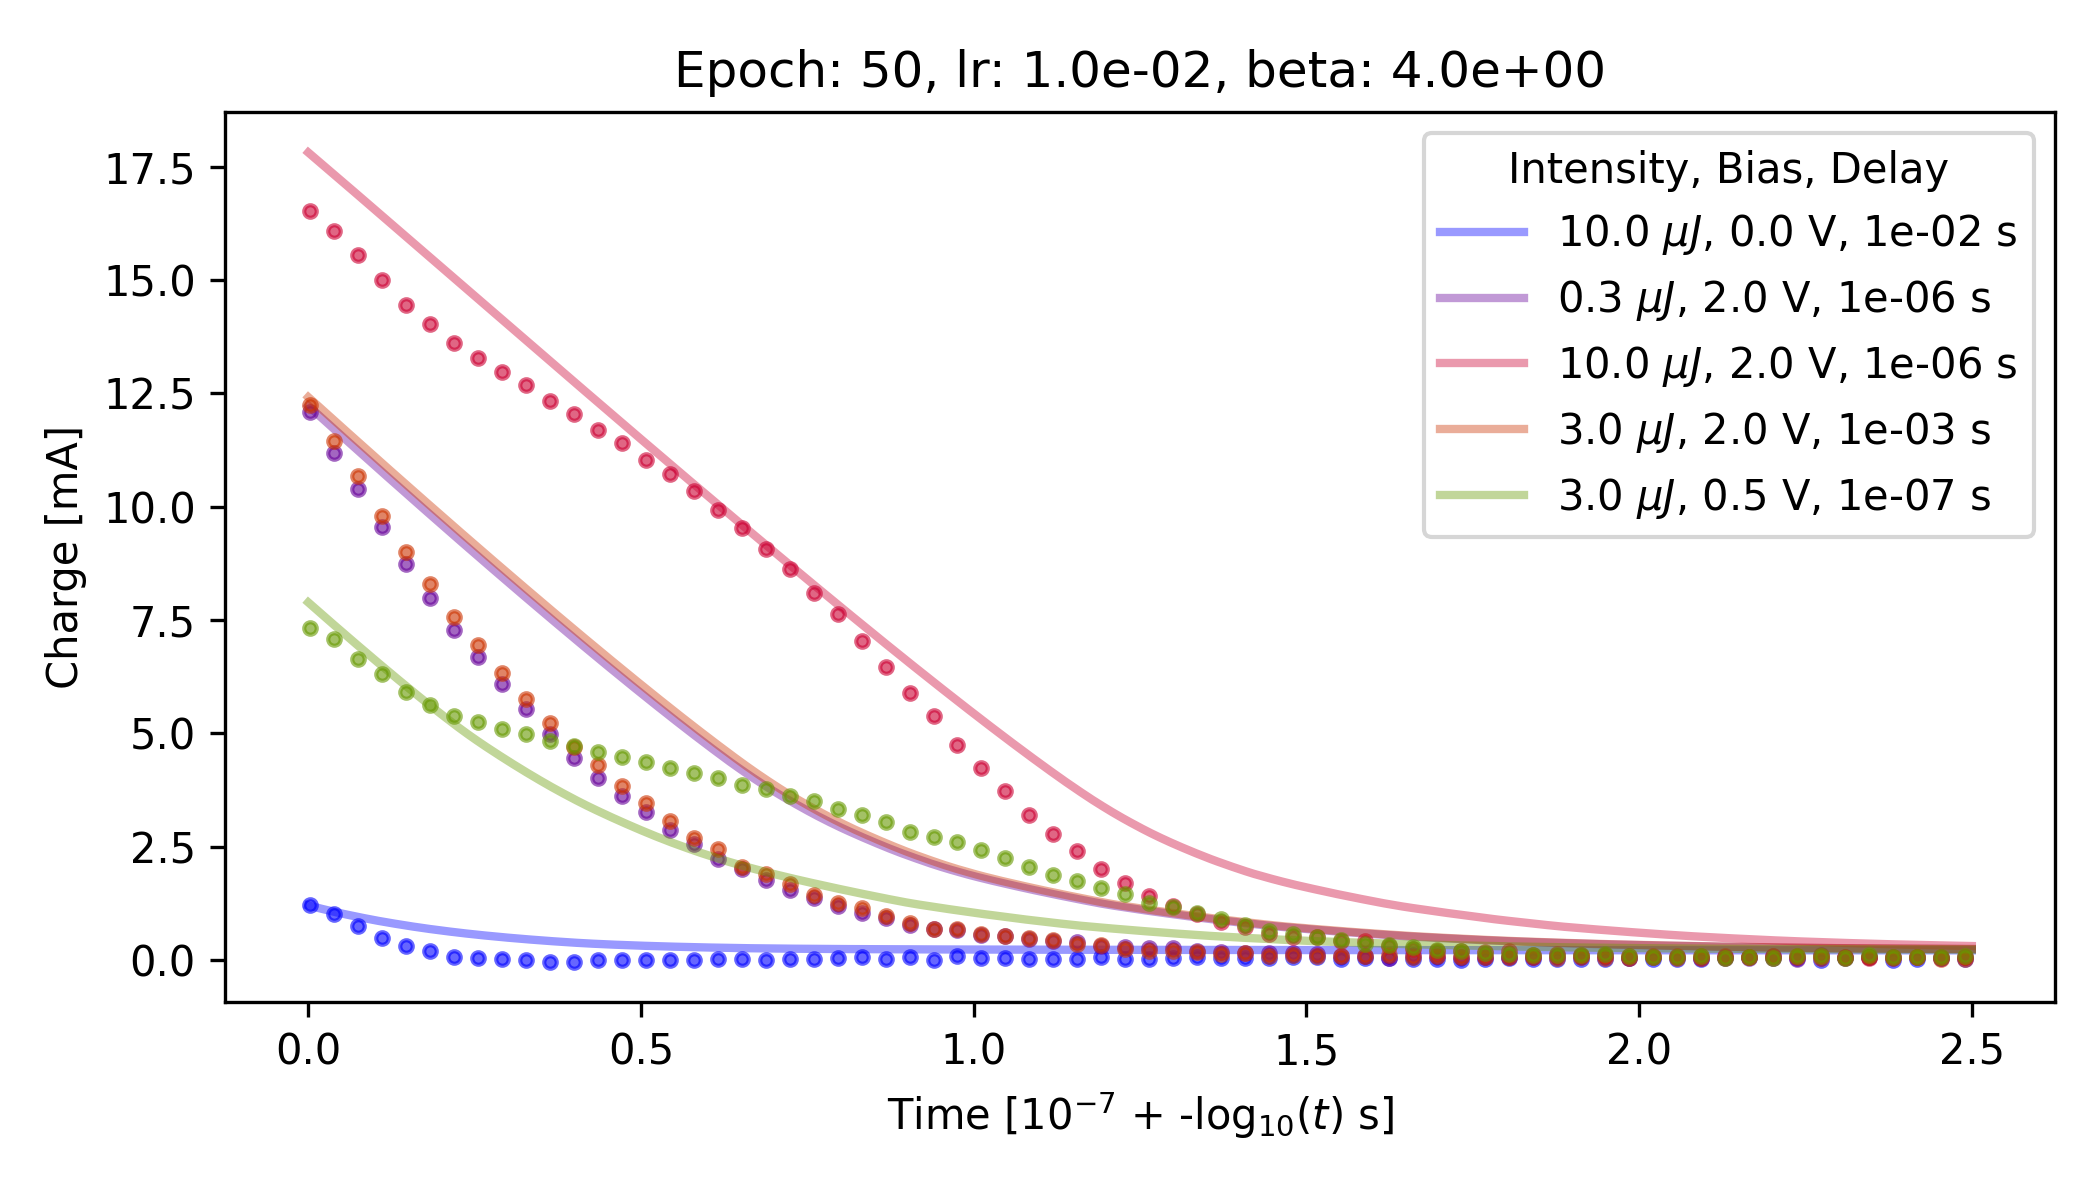 Epoch: 50, lr: 1.0e-02, beta: 4.0e+00
Charge [mA]
17.5
15.0
12.5
10.0
7.5
5.0
2.5
0.0
Intensity, Bias, Delay
10.0 μJ, 0.0 V, 1e-02 s
0.3 μJ, 2.0 V, 1e-06 s
10.0 μJ, 2.0 V, 1e-06 s
3.0 μJ, 2.0 V, 1e-03 s
3.0 μJ, 0.5 V, 1e-07 s
0.0 0.5 1.0 1.5 2.0 2.5
Time [10⁻⁷ + -log₁₀(t) s]